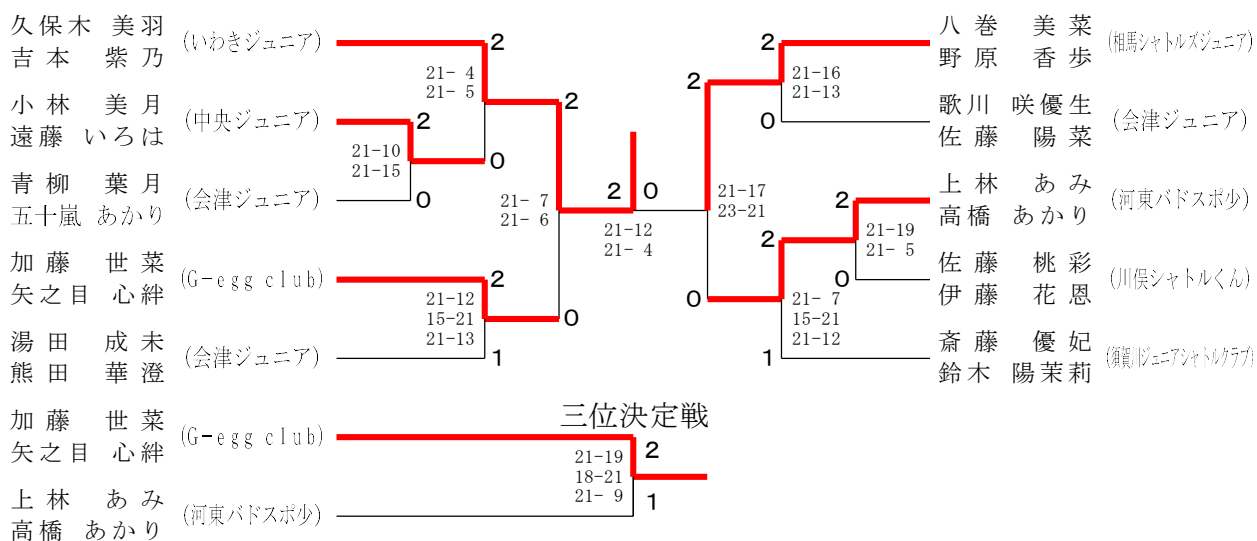 久保木 美羽
吉本 紫乃
(いわきジュニア)
2
21- 4
21- 5
小林 美月
遠藤 いろは
(中央ジュニア)
2
21-10
21-15
0
0
青柳 葉月
五十嵐 あかり
(会津ジュニア)
2
21- 7
21- 6
加藤 世菜
矢之目 心絆
(G-egg club)
2
21-12
15-21
21-13
0
1
湯田 成未
熊田 華澄
(会津ジュニア)
2
0
21-12
21- 4
八巻 美菜
野原 香歩
(相馬シャトルズジュニア)
2
21-16
21-13
0
歌川 咲優生
佐藤 陽菜
(会津ジュニア)
2
21-17
23-21
0
上林 あみ
高橋 あかり
(河東バドスポ少)
2
21-19
21- 5
0
佐藤 桃彩
伊藤 花恩
(川俣シャトルくん)
2
21- 7
15-21
21-12
1
斎藤 優妃
鈴木 陽茉莉
(須賀川ジュニアシャトルクラブ)
三位決定戦
加藤 世菜
矢之目 心絆
(G-egg club)
2
21-19
18-21
21- 9
1
上林 あみ
高橋 あかり
(河東バドスポ少)